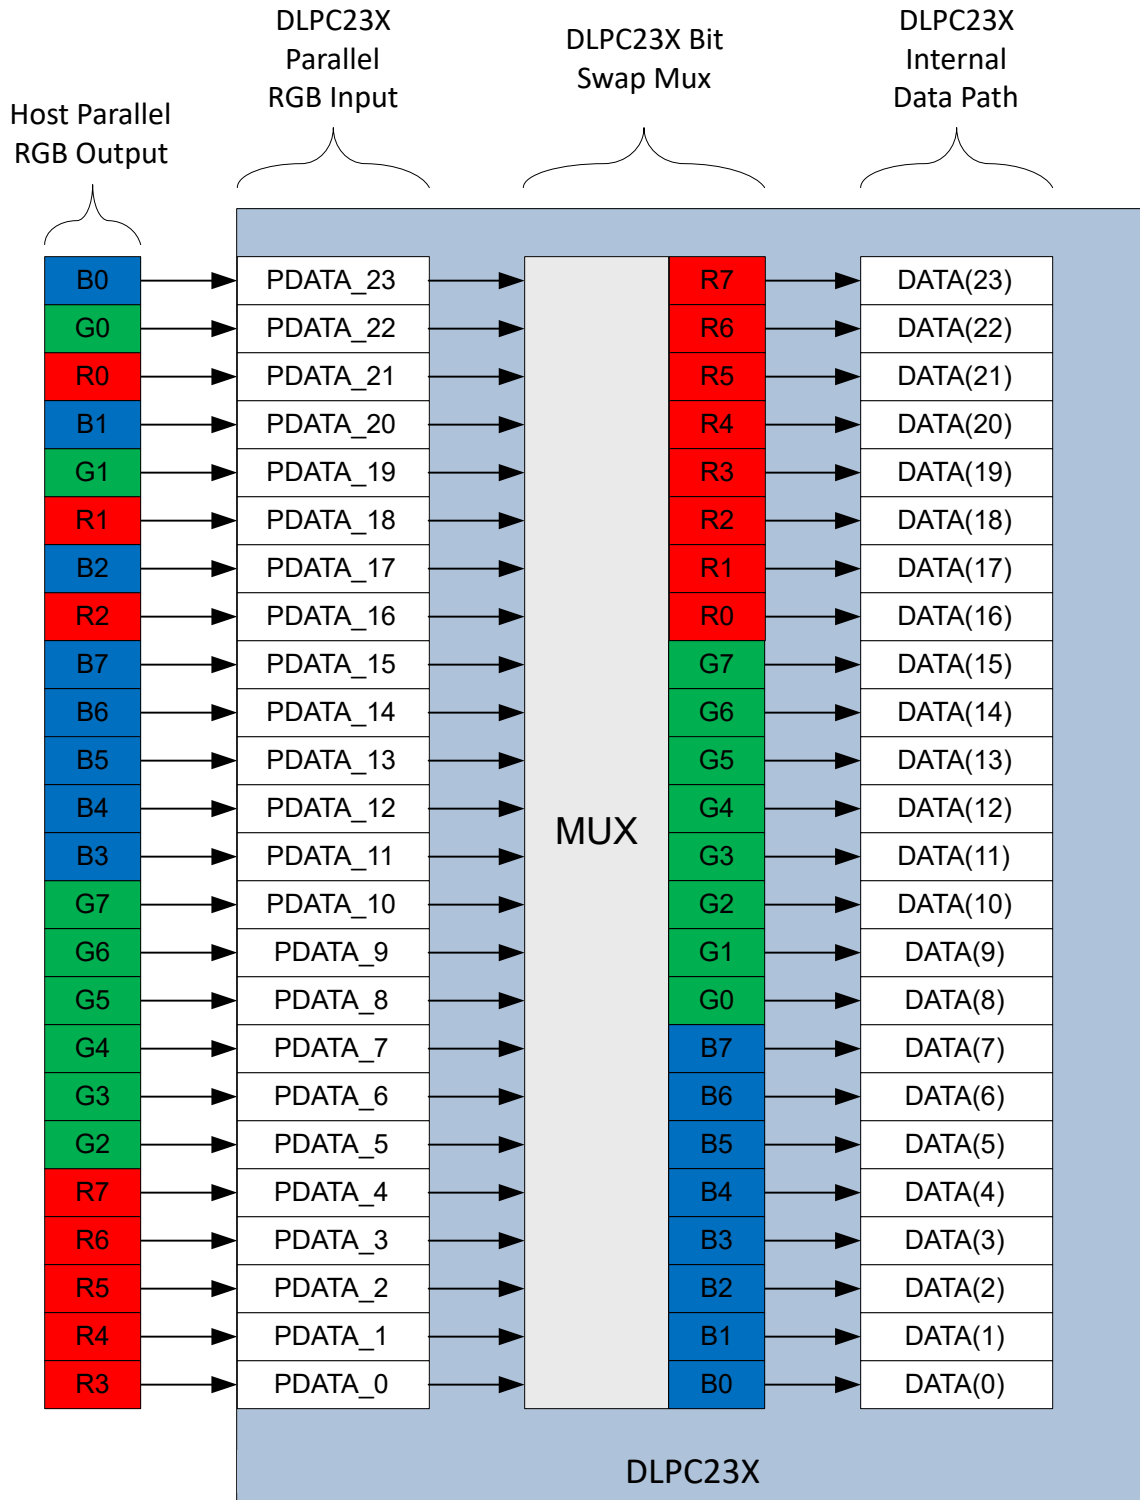 DLPC23X
Parallel
RGB Input
DLPC23X Bit
Swap Mux
DLPC23X
Internal
Data Path
Host Parallel
RGB Output
B0 PDATA_23 R7 DATA(23)
G0 PDATA_22 R6 DATA(22)
R0 PDATA_21 R5 DATA(21)
B1 PDATA_20 R4 DATA(20)
G1 PDATA_19 R3 DATA(19)
R1 PDATA_18 R2 DATA(18)
B2 PDATA_17 R1 DATA(17)
R2 PDATA_16 R0 DATA(16)
B7 PDATA_15 G7 DATA(15)
B6 PDATA_14 G6 DATA(14)
B5 PDATA_13 G5 DATA(13)
B4 PDATA_12 G4 DATA(12)
MUX
B3 PDATA_11 G3 DATA(11)
G7 PDATA_10 G2 DATA(10)
G6 PDATA_9 G1 DATA(9)
G5 PDATA_8 G0 DATA(8)
G4 PDATA_7 B7 DATA(7)
G3 PDATA_6 B6 DATA(6)
G2 PDATA_5 B5 DATA(5)
R7 PDATA_4 B4 DATA(4)
R6 PDATA_3 B3 DATA(3)
R5 PDATA_2 B2 DATA(2)
R4 PDATA_1 B1 DATA(1)
R3 PDATA_0 B0 DATA(0)
DLPC23X